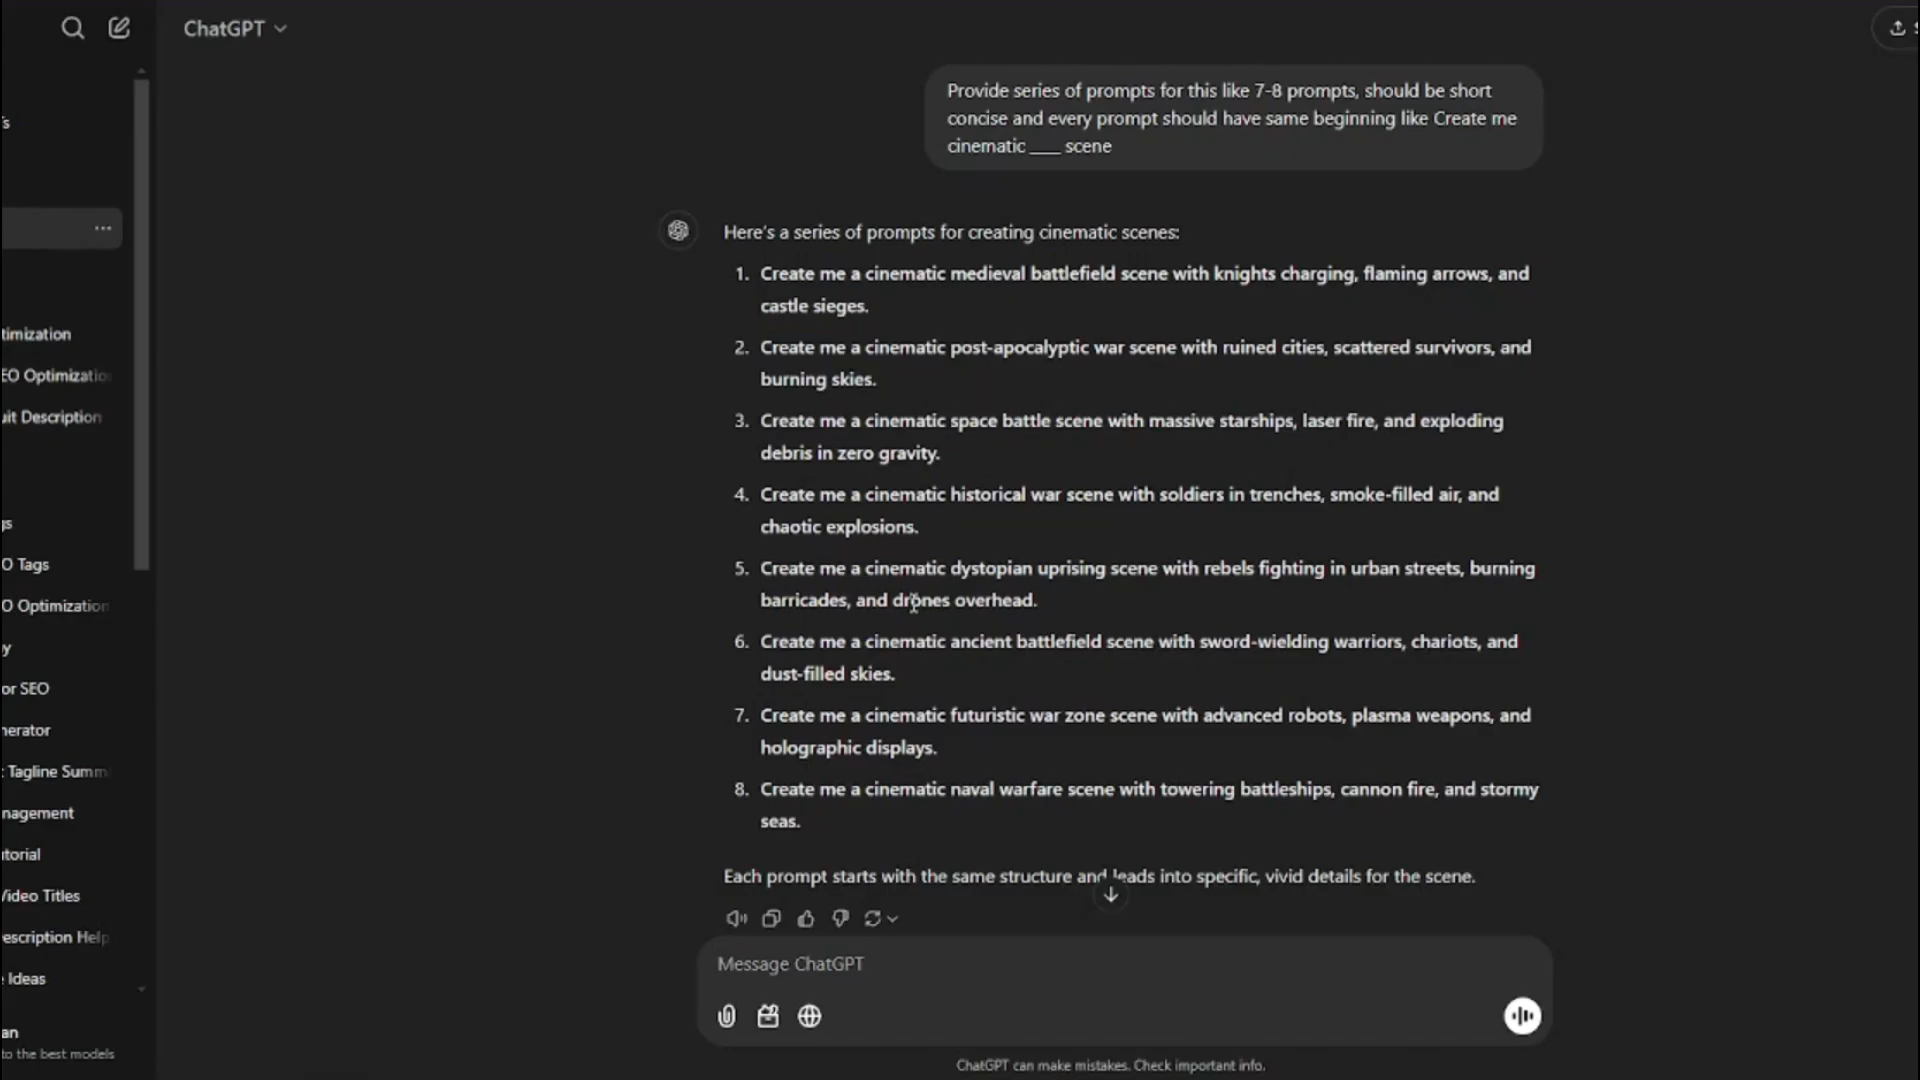 ChatGPT
Provide series of prompts for this like 7-8 prompts, should be short
concise and every prompt should have same beginning like Create me
cinematic ____ scene
Here's a series of prompts for creating cinematic scenes:
1. Create me a cinematic medieval battlefield scene with knights charging, flaming arrows, and
castle sieges.
2. Create me a cinematic post-apocalyptic war scene with ruined cities, scattered survivors, and
burning skies.
3. Create me a cinematic space battle scene with massive starships, laser fire, and exploding
debris in zero gravity.
4. Create me a cinematic historical war scene with soldiers in trenches, smoke-filled air, and
chaotic explosions.
5. Create me a cinematic dystopian uprising scene with rebels fighting in urban streets, burning
barricades, and drones overhead.
6. Create me a cinematic ancient battlefield scene with sword-wielding warriors, chariots, and
dust-filled skies.
7. Create me a cinematic futuristic war zone scene with advanced robots, plasma weapons, and
holographic displays.
8. Create me a cinematic naval warfare scene with towering battleships, cannon fire, and stormy
seas.
Each prompt starts with the same structure and leads into specific, vivid details for the scene.
Message ChatGPT
ChatGPT can make mistakes. Check important info.
timization
EO Optimizatio
uit Description
gs
O Tags
O Optimization
y
or SEO
nerator
Tagline Summ
nagement
torial
Video Titles
escription Help
Ideas
an
to the best models